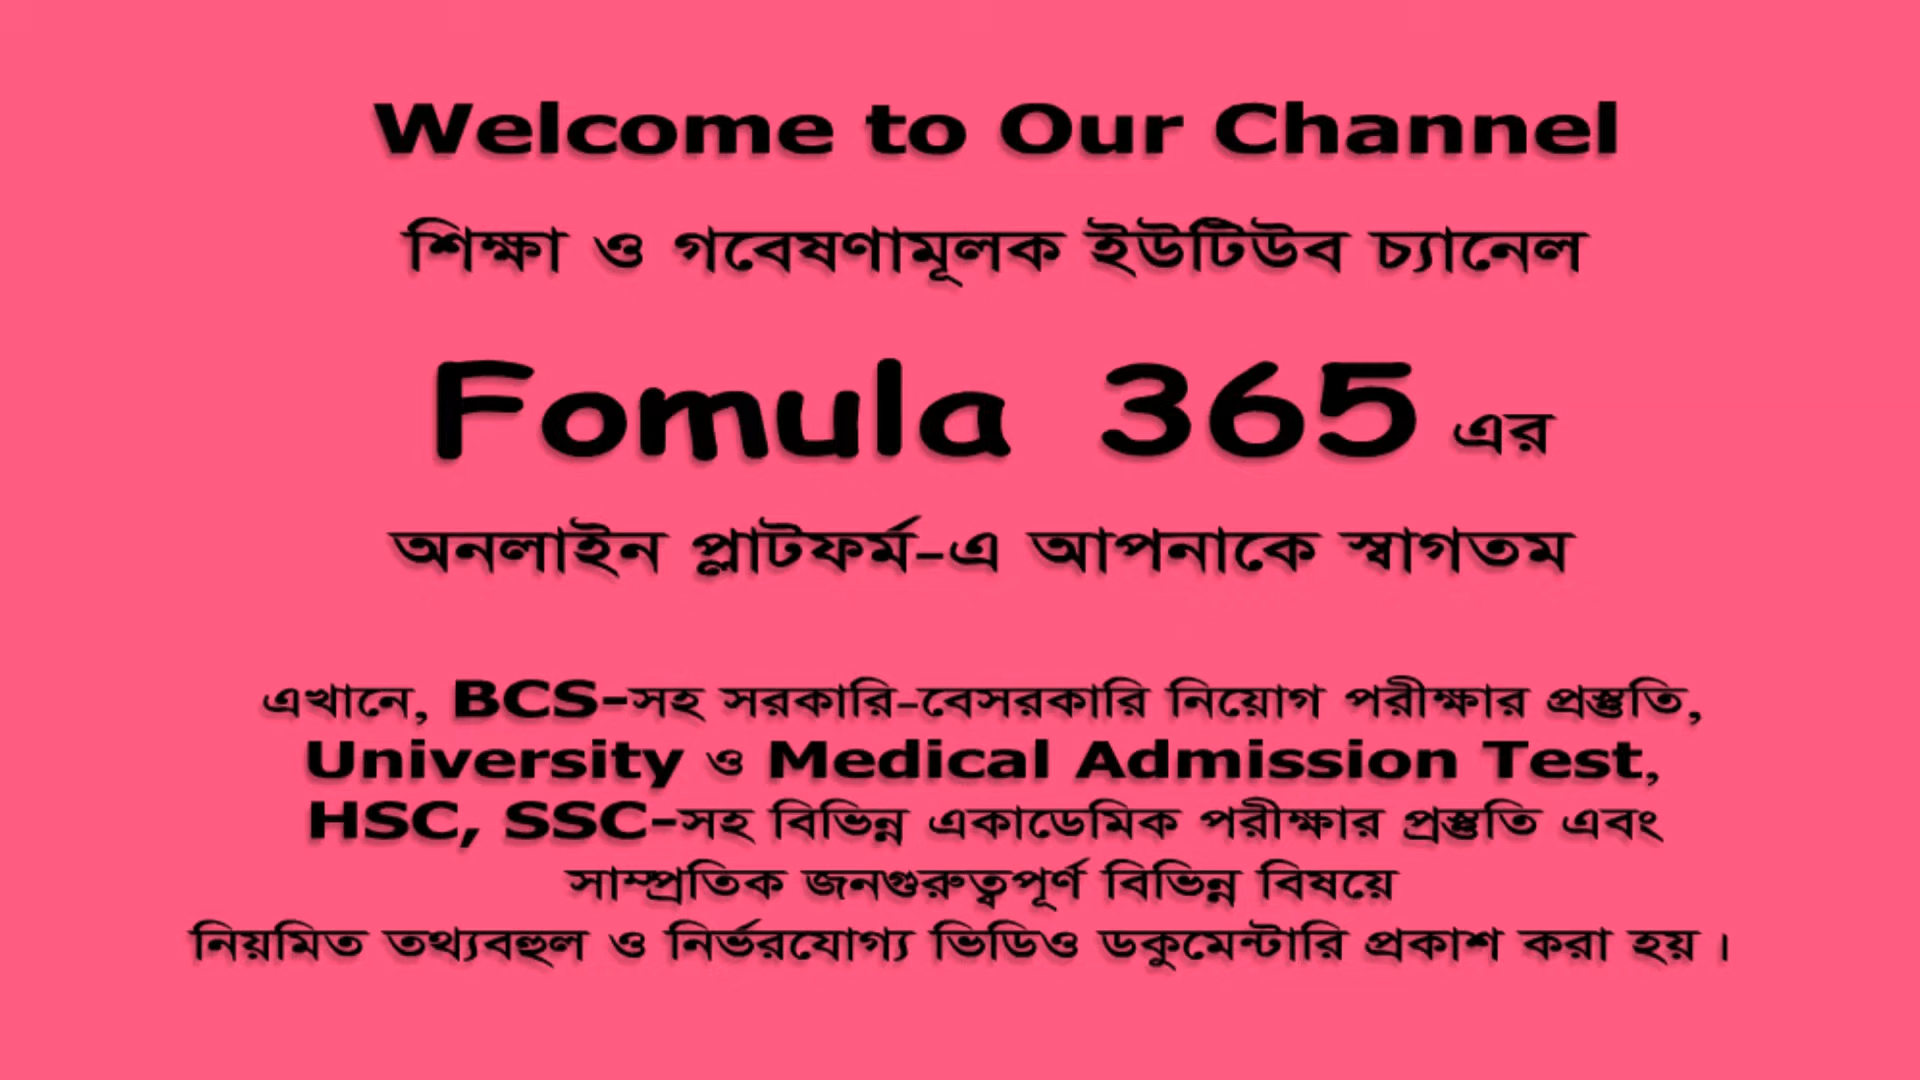 Welcome to Our Channel
শিক্ষা ও গবেষণামূলক ইউটিউব চ্যানেল
Fomula 365 এর
অনলাইন প্লাটফর্ম-এ আপনাকে স্বাগতম
এখানে, BCS-সহ সরকারি-বেসরকারি নিয়োগ পরীক্ষার প্রস্তুতি,
University ও Medical Admission Test,
HSC, SSC-সহ বিভিন্ন একাডেমিক পরীক্ষার প্রস্তুতি এবং
সাম্প্রতিক জনগুরুত্বপূর্ণ বিভিন্ন বিষয়ে
নিয়মিত তথ্যবহুল ও নির্ভরযোগ্য ভিডিও ডকুমেন্টারি প্রকাশ করা হয় ।